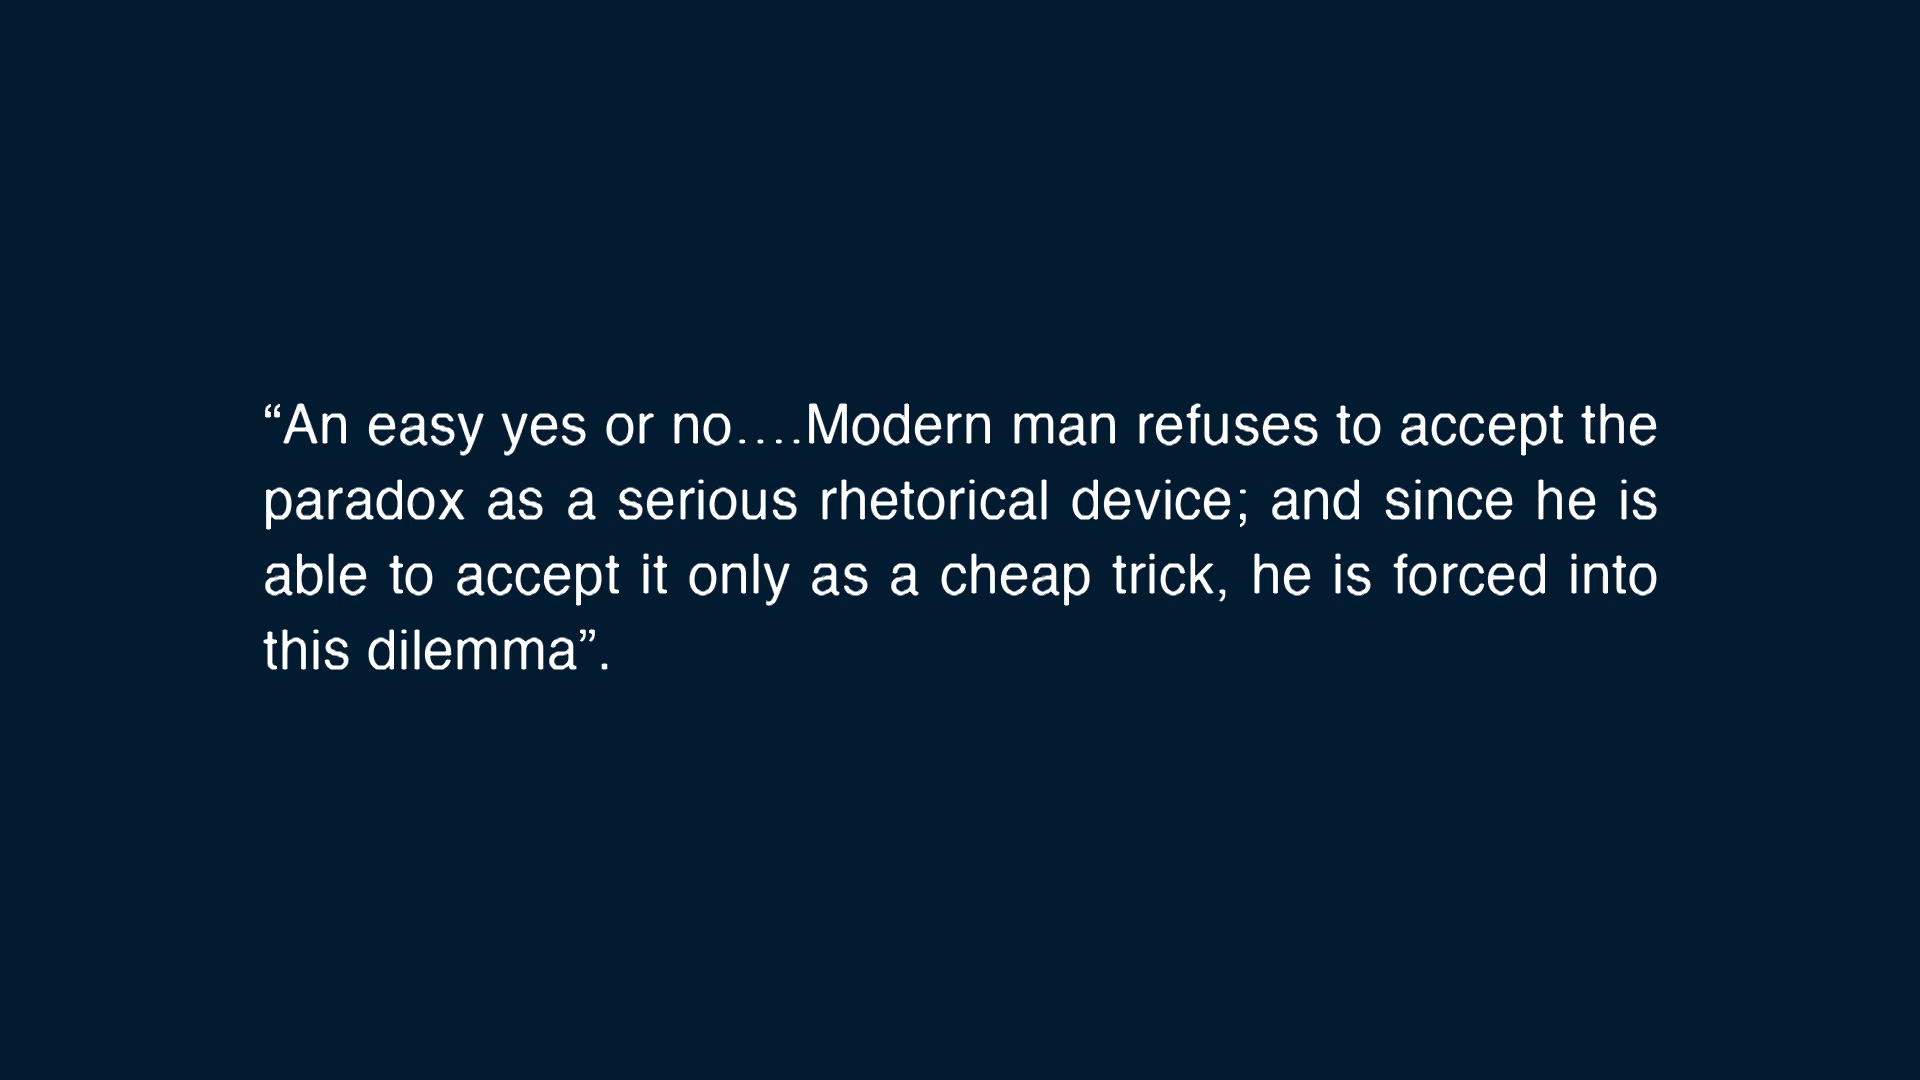 “An easy yes or no….Modern man refuses to accept the
paradox as a serious rhetorical device; and since he is
able to accept it only as a cheap trick, he is forced into
this dilemma”.